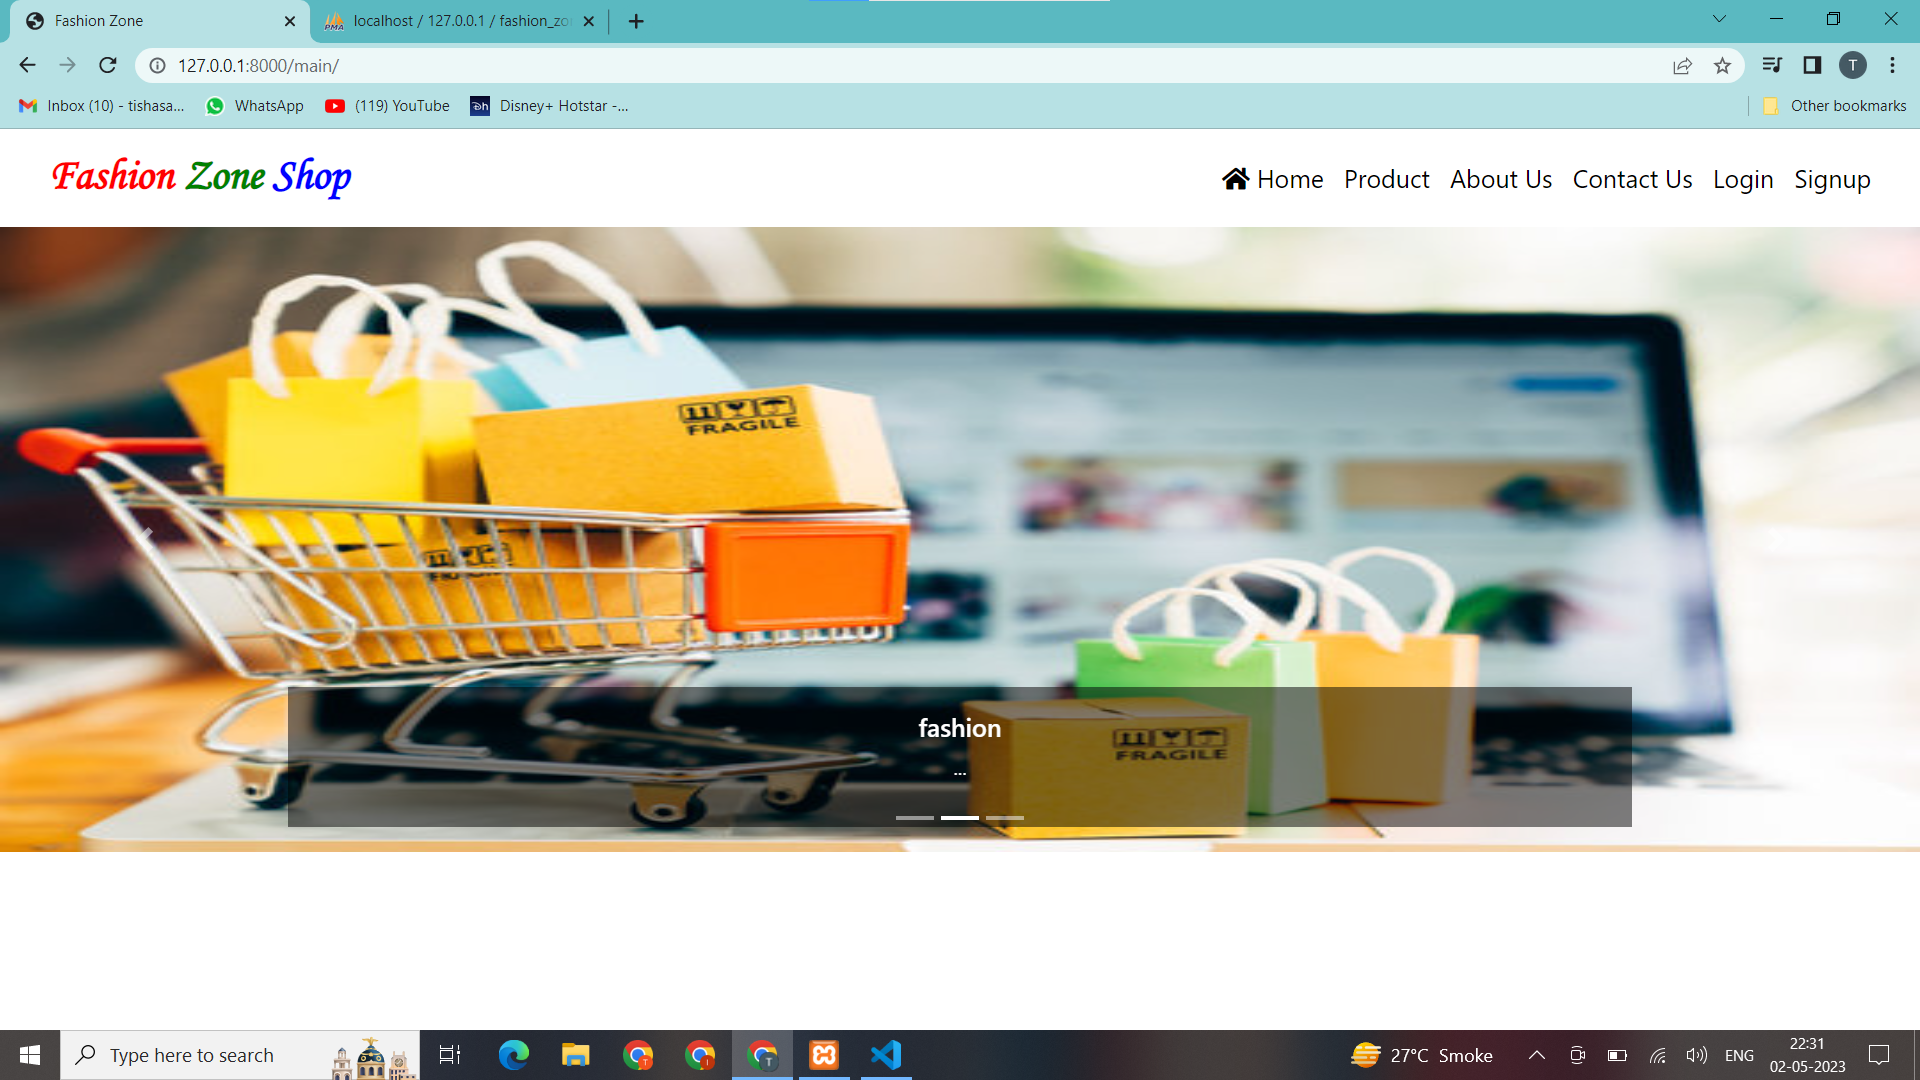 Fashion Zone
localhost / 127.0.0.1 / fashion_zo
127.0.0.1:8000/main/
T
Inbox (10) - tishasa...
WhatsApp
(119) YouTube
Disney+ Hotstar -...
Other bookmarks
Fashion Zone Shop
Home Product About Us Contact Us Login Signup
FRAGILE
FRAGILE
FRAGILE
fashion
...
Type here to search
27°C Smoke
ENG
22:31
02-05-2023